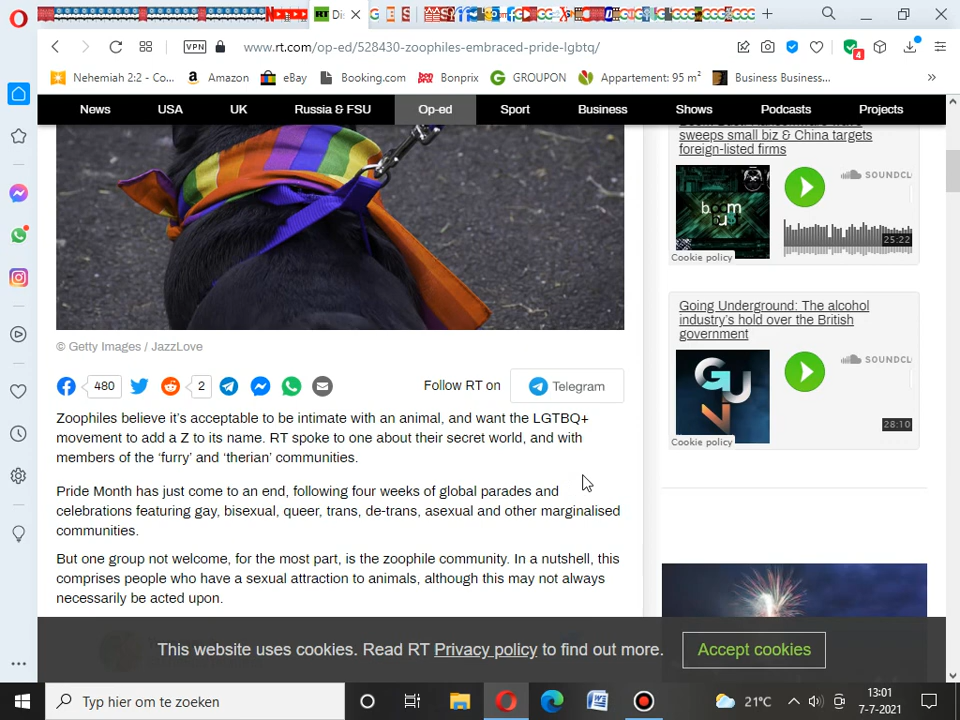 VPN www.rt.com/op-ed/528430-zoophiles-embraced-pride-lgbtq/
4
Nehemiah 2:2 - Co... Amazon eBay Booking.com Bonprix GROUPON Appartement: 95 m² Business Business... »
News USA UK Russia & FSU Op-ed Sport Business Shows Podcasts Projects
sweeps small biz & China targets
foreign-listed firms
SOUNDCL
boom
bust
25:22
Cookie policy
Going Underground: The alcohol
industry's hold over the British
government
SOUNDCL
GUN
28:10
Cookie policy
© Getty Images / JazzLove
480 2 Follow RT on Telegram
Zoophiles believe it's acceptable to be intimate with an animal, and want the LGTBQ+
movement to add a Z to its name. RT spoke to one about their secret world, and with
members of the 'furry' and 'therian' communities.
Pride Month has just come to an end, following four weeks of global parades and
celebrations featuring gay, bisexual, queer, trans, de-trans, asexual and other marginalised
communities.
But one group not welcome, for the most part, is the zoophile community. In a nutshell, this
comprises people who have a sexual attraction to animals, although this may not always
necessarily be acted upon.
This website uses cookies. Read RT Privacy policy to find out more. Accept cookies
Typ hier om te zoeken
21°C
13:01
7-7-2021